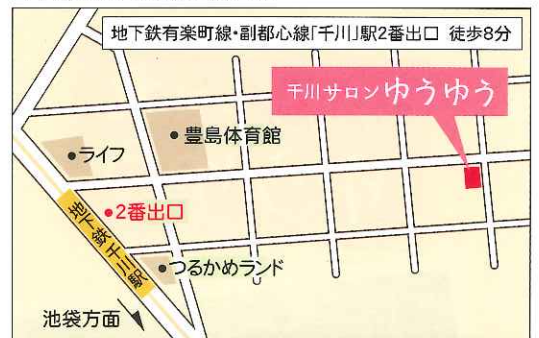 地下鉄有楽町線・副都心線「千川」駅2番出口 徒歩8分
千川サロンゆうゆう
豊島体育館
ライフ
2番出口
地下鉄千川駅
つるかめランド
池袋方面